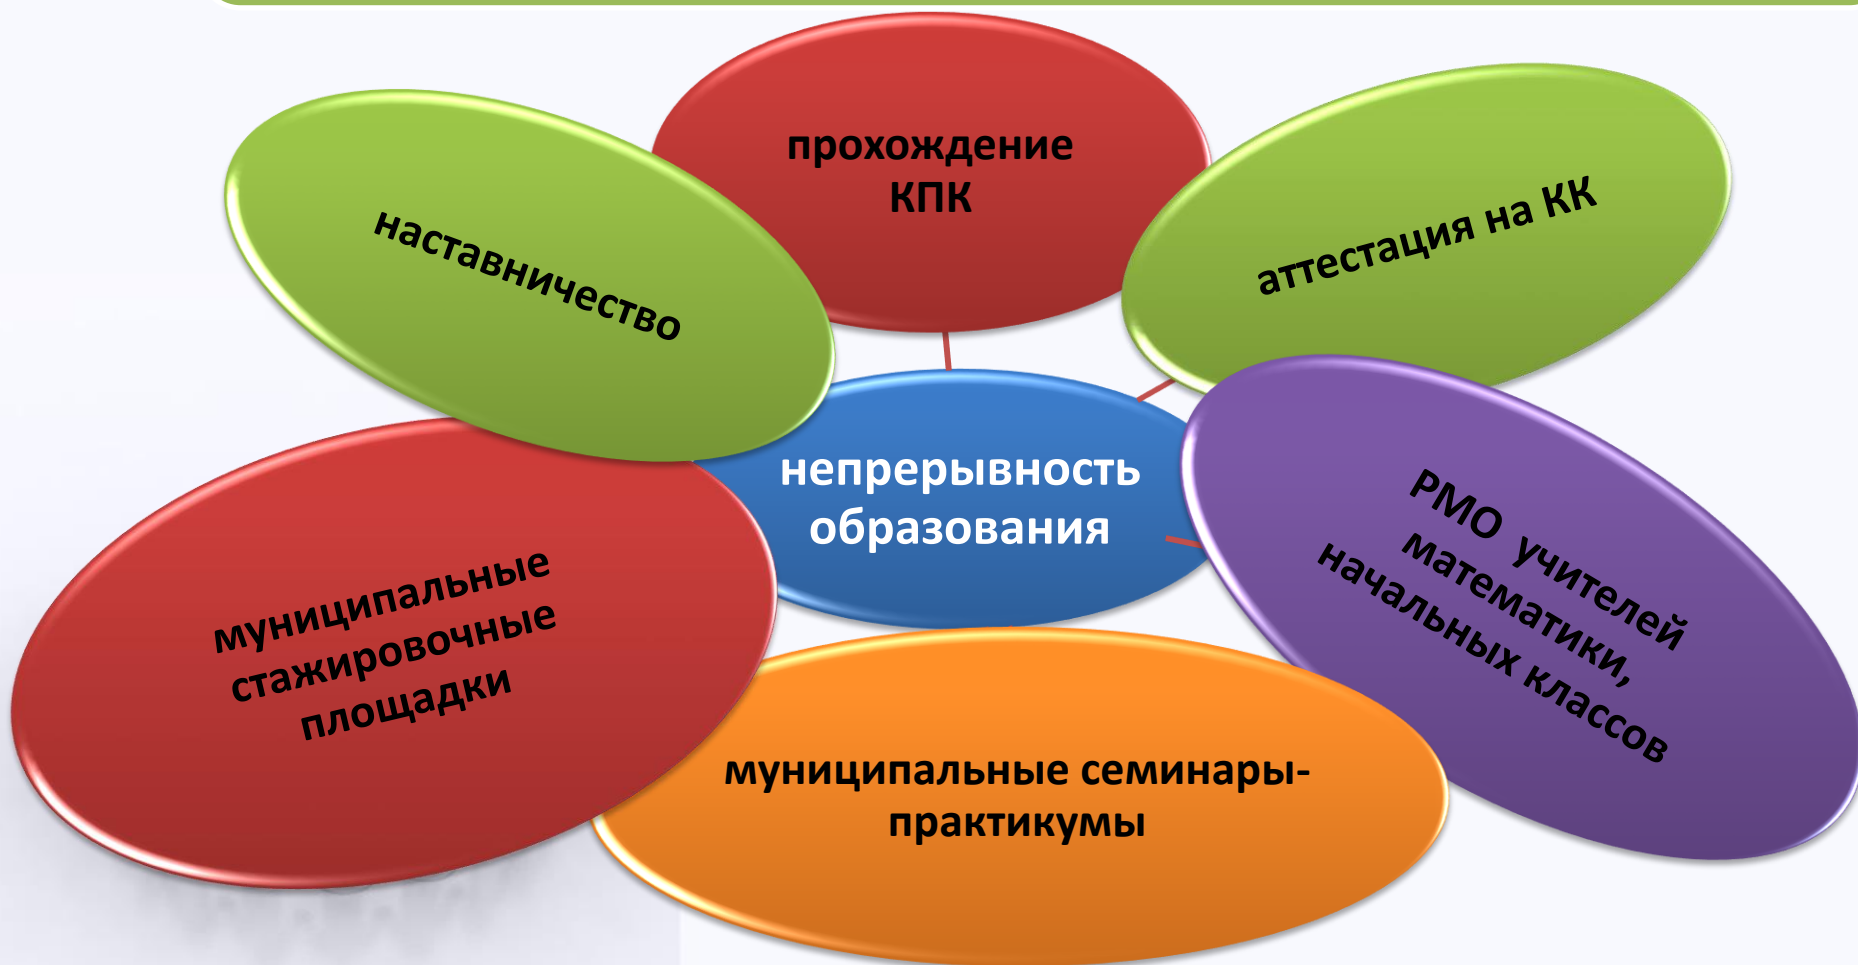 прохождение
КПК
наставничество
аттестация на КК
непрерывность
образования
РМО учителей
математики,
начальных классов
муниципальные
стажировочные
площадки
муниципальные семинары-
практикумы